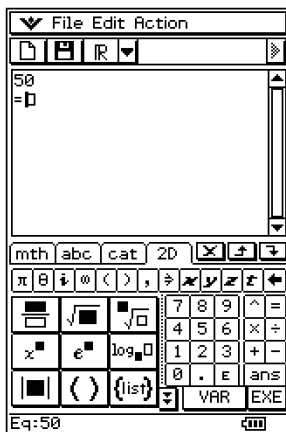 File Edit Action
ℝ
50
=
mth abc cat 2D
π θ i ∞ ( ) , ⇒ x y z t ←
√ √
7 8 9 ^ =
4 5 6 × ÷
x e log
1 2 3 + -
( ) {list}
0 . E ans
VAR EXE
Eq:50